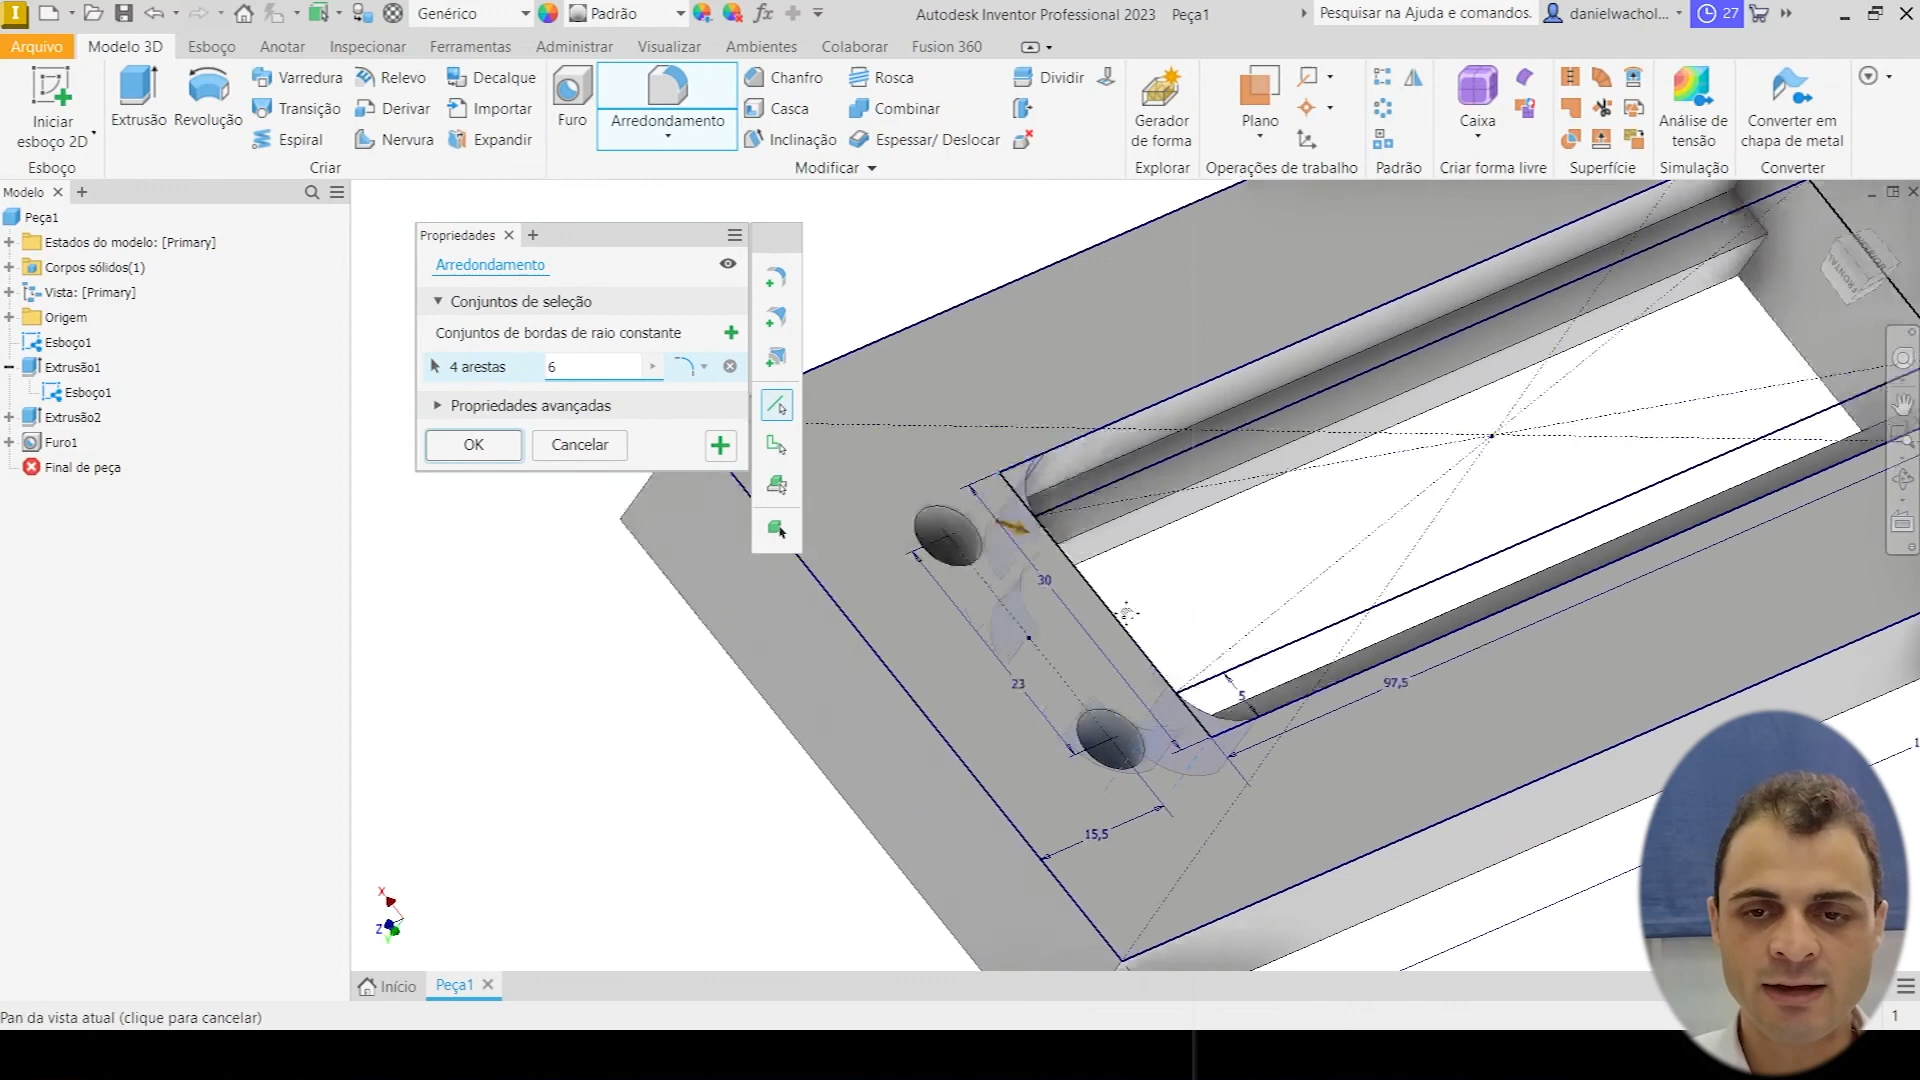 Genérico
Padrão
Autodesk Inventor Professional 2023 Peça1
Pesquisar na Ajuda e comandos.
danielwachol...
27
Arquivo
Modelo 3D
Esboço
Anotar
Inspecionar
Ferramentas
Administrar
Visualizar
Ambientes
Colaborar
Fusion 360
Iniciar
esboço 2D
Esboço
Extrusão
Revolução
Varredura
Transição
Espiral
Relevo
Derivar
Nervura
Decalque
Importar
Expandir
Criar
Furo
Arredondamento
Chanfro
Casca
Inclinação
Rosca
Combinar
Espessar/ Deslocar
Dividir
Modificar
Gerador
de forma
Explorar
Plano
Operações de trabalho
Padrão
Caixa
Criar forma livre
Superfície
Análise de
tensão
Simulação
Converter em
chapa de metal
Converter
Modelo
Peça1
Estados do modelo: [Primary]
Corpos sólidos(1)
Vista: [Primary]
Origem
Esboço1
Extrusão1
Esboço1
Extrusão2
Furo1
Final de peça
Propriedades
Arredondamento
Conjuntos de seleção
Conjuntos de bordas de raio constante
4 arestas
6
Propriedades avançadas
OK
Cancelar
FRONTAL
30
23
5
97,5
15,5
1
X
Z
Y
Início
Peça1
Pan da vista atual (clique para cancelar)
1